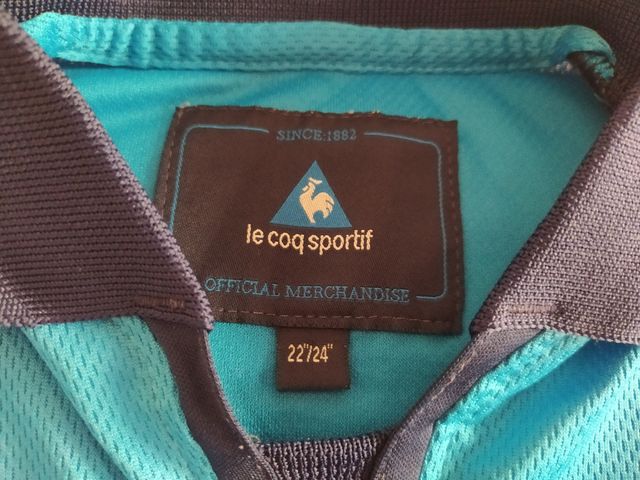 SINCE:1882
le coq sportif
OFFICIAL MERCHANDISE
22"/24"